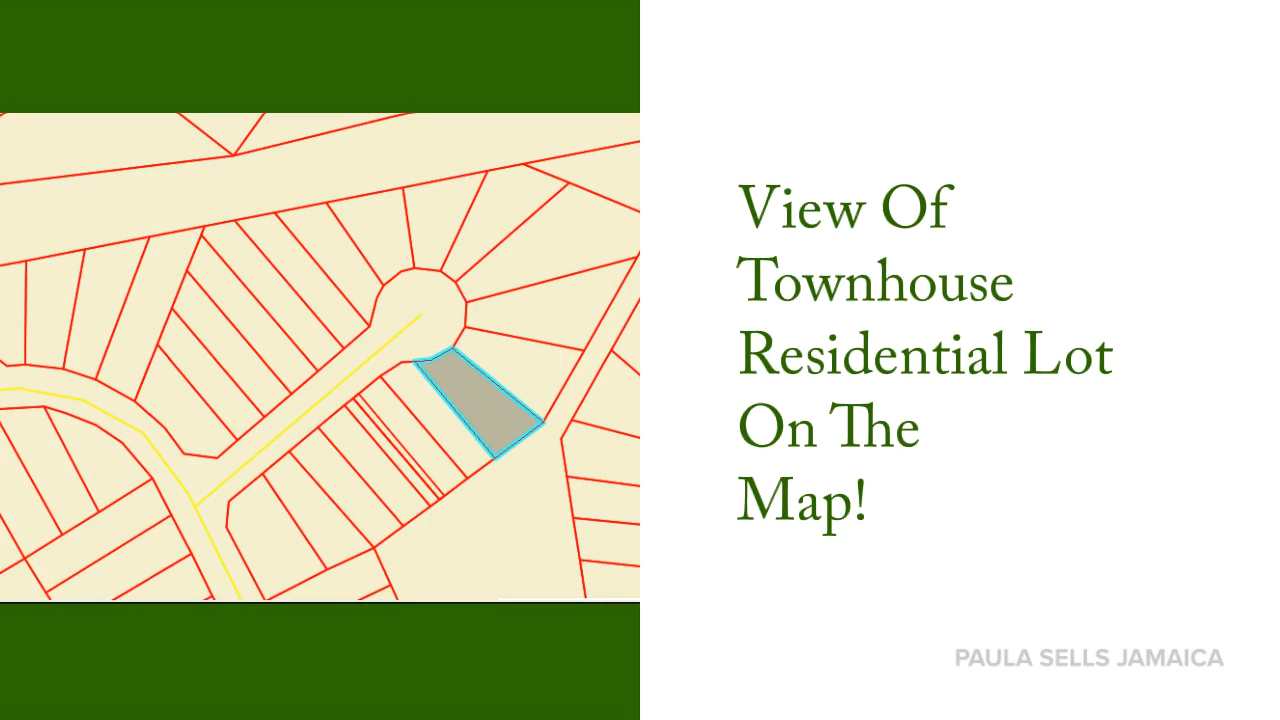 View Of
Townhouse
Residential Lot
On The
Map!
PAULA SELLS JAMAICA